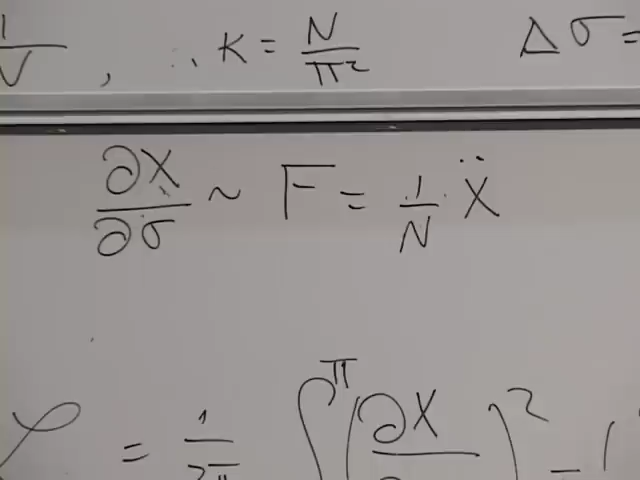 1/N , ∴ K = N/π² Δσ =
∂X/∂σ ~ F = 1/N Ẍ
ℒ = 1/2π ∫^π (∂X/∂ )² - (